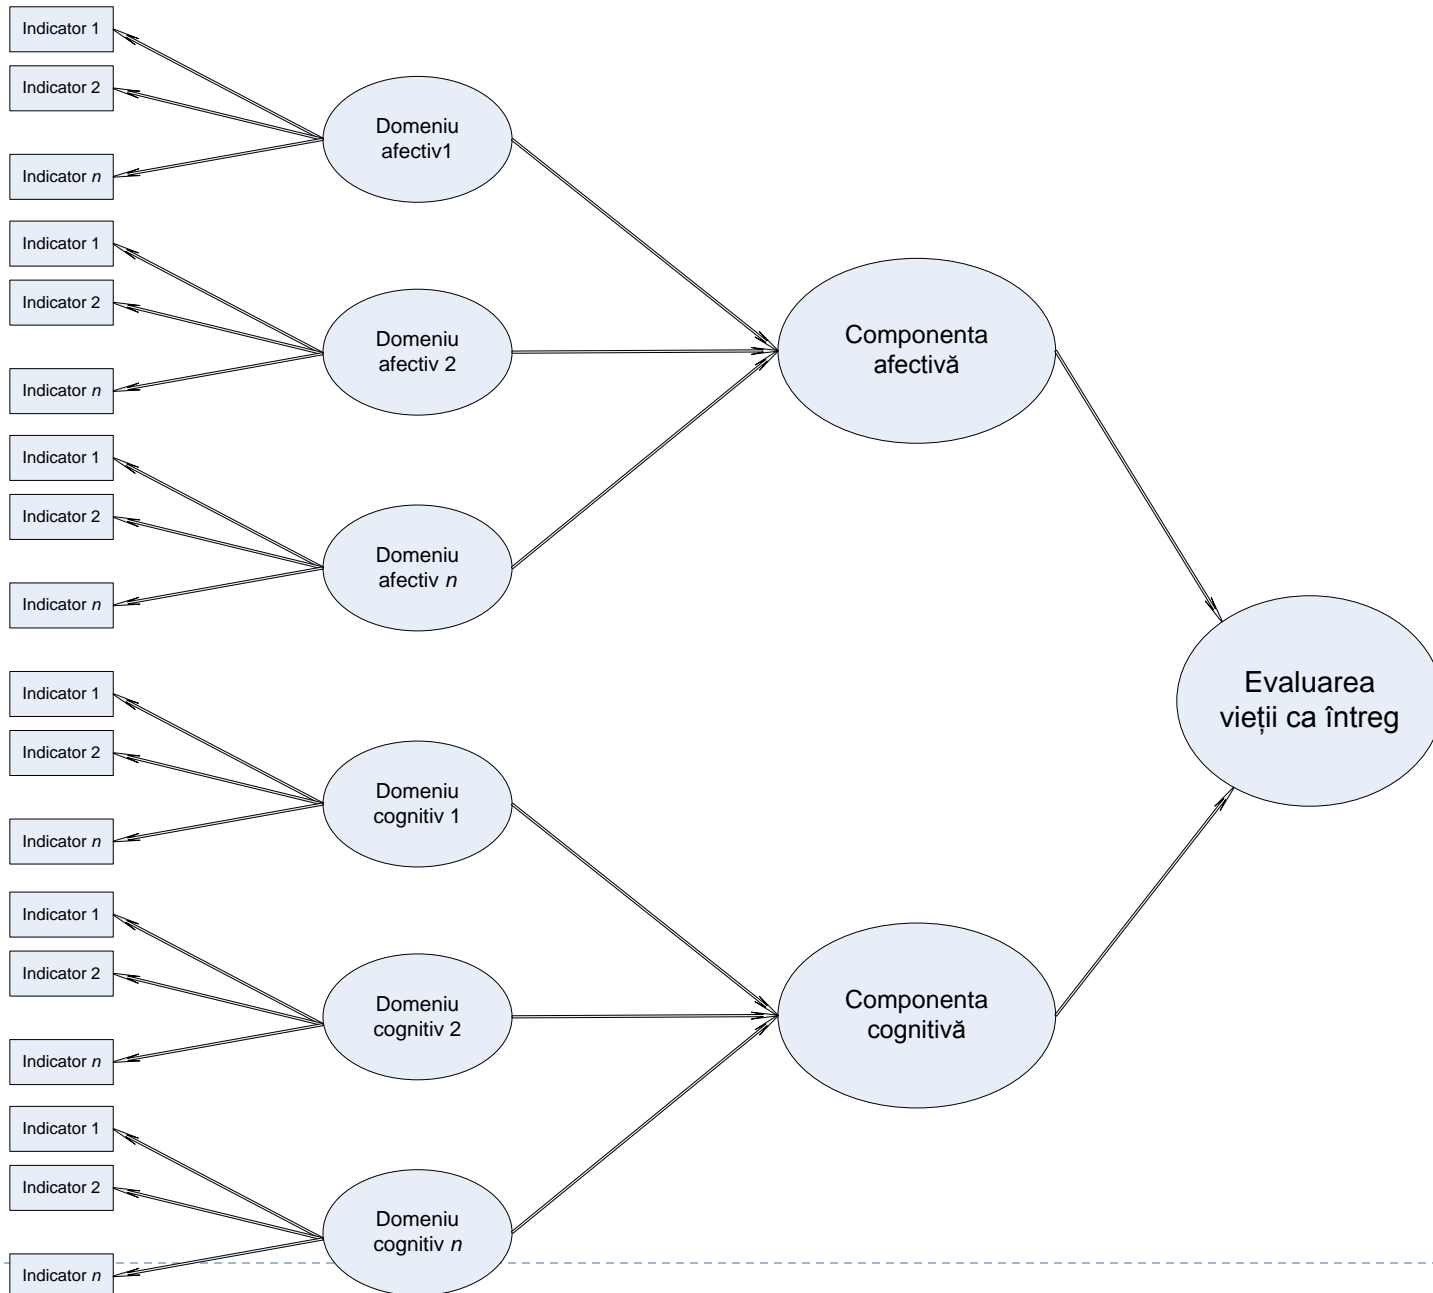 Indicator 1
Indicator 2
Indicator n
Domeniu
afectiv1
Indicator 1
Indicator 2
Indicator n
Domeniu
afectiv 2
Indicator 1
Indicator 2
Indicator n
Domeniu
afectiv n
Componenta
afectivă
Indicator 1
Indicator 2
Indicator n
Domeniu
cognitiv 1
Indicator 1
Indicator 2
Indicator n
Domeniu
cognitiv 2
Indicator 1
Indicator 2
Indicator n
Domeniu
cognitiv n
Componenta
cognitivă
Evaluarea
vieții ca întreg